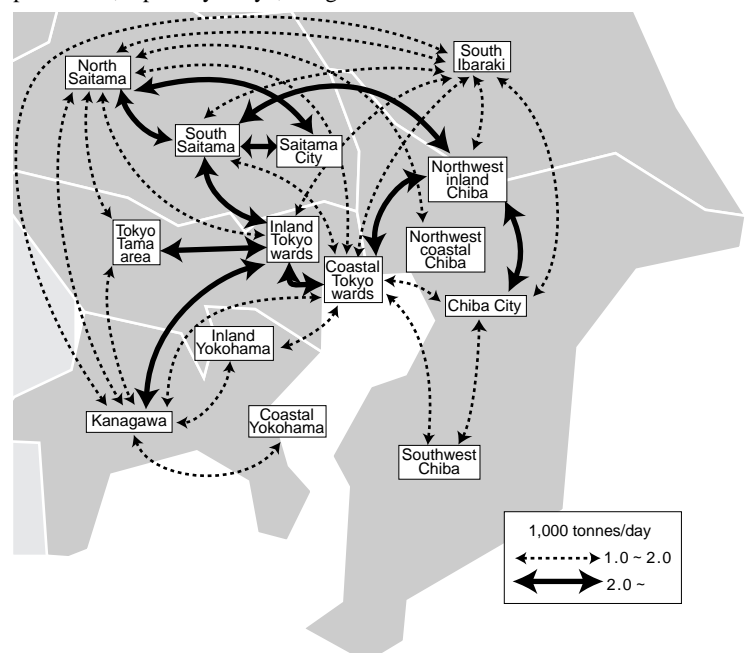 South
Ibaraki
North
Saitama
South
Saitama
Saitama
City
Northwest
inland
Chiba
Tokyo
Tama
area
Inland
Tokyo
wards
Northwest
coastal
Chiba
Coastal
Tokyo
wards
Chiba City
Inland
Yokohama
Kanagawa
Coastal
Yokohama
Southwest
Chiba
1,000 tonnes/day
1.0 ~ 2.0
2.0 ~